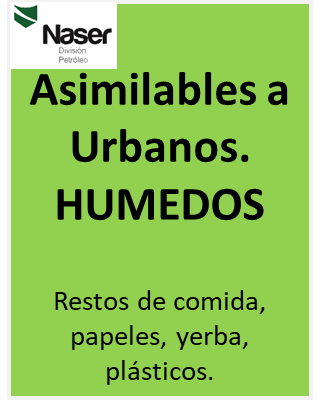 Naser
División
Petróleo
Asimilables a
Urbanos.
HUMEDOS
Restos de comida,
papeles, yerba,
plásticos.